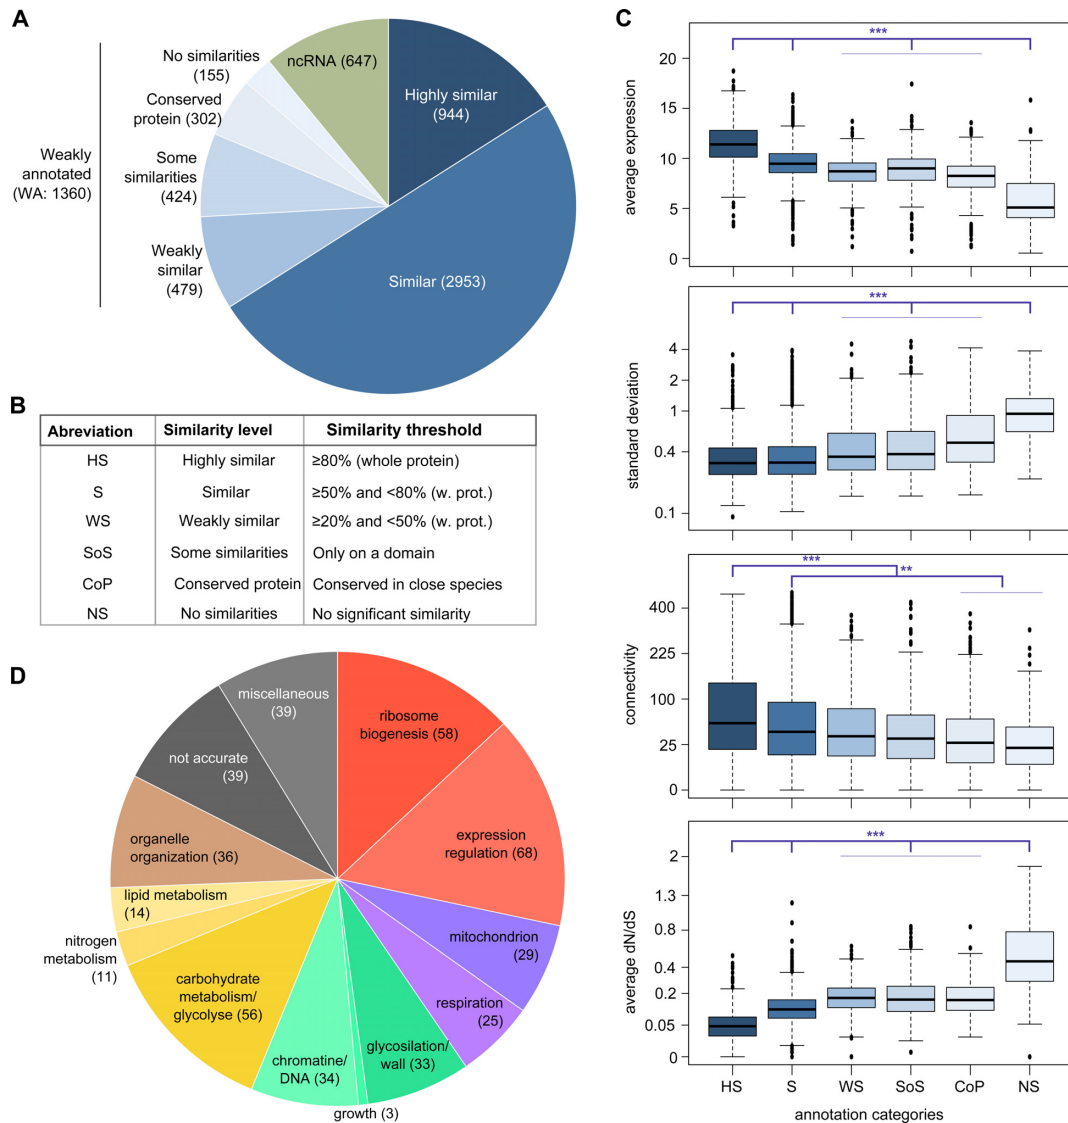 A
No similarities
(155)
Conserved
protein (302)
Weakly
annotated
(WA: 1360)
Some
similarities
(424)
Weakly
similar
(479)
ncRNA (647)
Highly similar
(944)
Similar (2953)
B
Abreviation Similarity level Similarity threshold
HS Highly similar ≥80% (whole protein)
S Similar ≥50% and <80% (w. prot.)
WS Weakly similar ≥20% and <50% (w. prot.)
SoS Some similarities Only on a domain
CoP Conserved protein Conserved in close species
NS No similarities No significant similarity
D
miscellaneous
(39)
ribosome
biogenesis (58)
not accurate
(39)
expression
regulation (68)
organelle
organization (36)
lipid metabolism
(14)
mitochondrion
(29)
nitrogen
metabolism
(11)
respiration
(25)
carbohydrate
metabolism/
glycolyse (56)
glycosilation/
wall (33)
chromatine/
DNA (34)
growth (3)
C
***
average expression
20
15
10
5
0
***
standard deviation
4
2
1
0.4
0.1
***
**
connectivity
400
225
100
25
0
***
average dN/dS
2
1.3
0.8
0.4
0.2
0.05
0
HS S WS SoS CoP NS
annotation categories